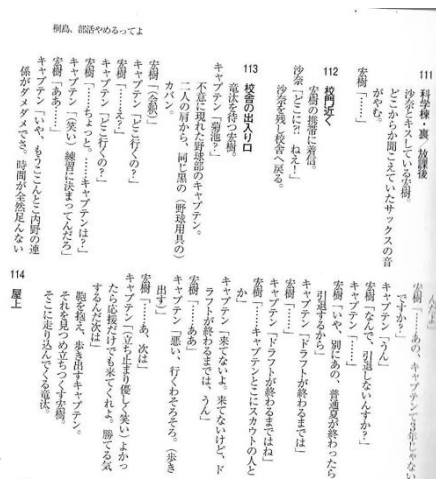 桐島、部活やめるってよ
111 科学棟・裏/放課後
沙奈とキスしている宏樹。
どこからか聞こえていたサックスの音
がやむ。
宏樹「……」
112 校門近く
宏樹の携帯に着信。
沙奈「どこに?! ねえ!」
沙奈を残し校舎へ戻る。
113 校舎の出入り口
竜汰を待つ宏樹。
キャプテン「菊池?」
不意に現れた野球部のキャプテン。
二人の肩から、同じ黒の(野球用具の)
カバン。
宏樹「(会釈)」
キャプテン「どこ行くの?」
宏樹「……え?」
キャプテン「どこ行くの?」
宏樹「……ちょっと。……キャプテンは?」
キャプテン「(笑い)練習に決まってんだろ」
宏樹「ああ……」
キャプテン「いや、もうここんとこ内野の連
係がダメダメでさ。時間が全然足んない
んだよ」
宏樹「……あの、キャプテンて3年じゃない
ですか?」
キャプテン「うん」
宏樹「なんで、引退しないんすか?」
キャプテン「……」
宏樹「いや、別にあの、普通夏が終わったら
引退するから」
キャプテン「ドラフトが終わるまでは」
宏樹「……」
キャプテン「ドラフトが終わるまではね」
宏樹「……キャプテンとこにスカウトの人と
か」
キャプテン「来てないよ。来てないけど、ド
ラフトが終わるまでは、うん」
宏樹「……ああ」
キャプテン「悪い、行くわそろそろ。(歩き
出す)」
宏樹「……あ、次は」
キャプテン「(立ち止まり優しく笑い)よかっ
たら応援だけでも来てくれよ。勝てる気
するんだ次は」
鞄を抱え、歩き出すキャプテン。
それを見つめ立ちつくす宏樹。
そこに走り込んでくる竜汰。
114 屋上